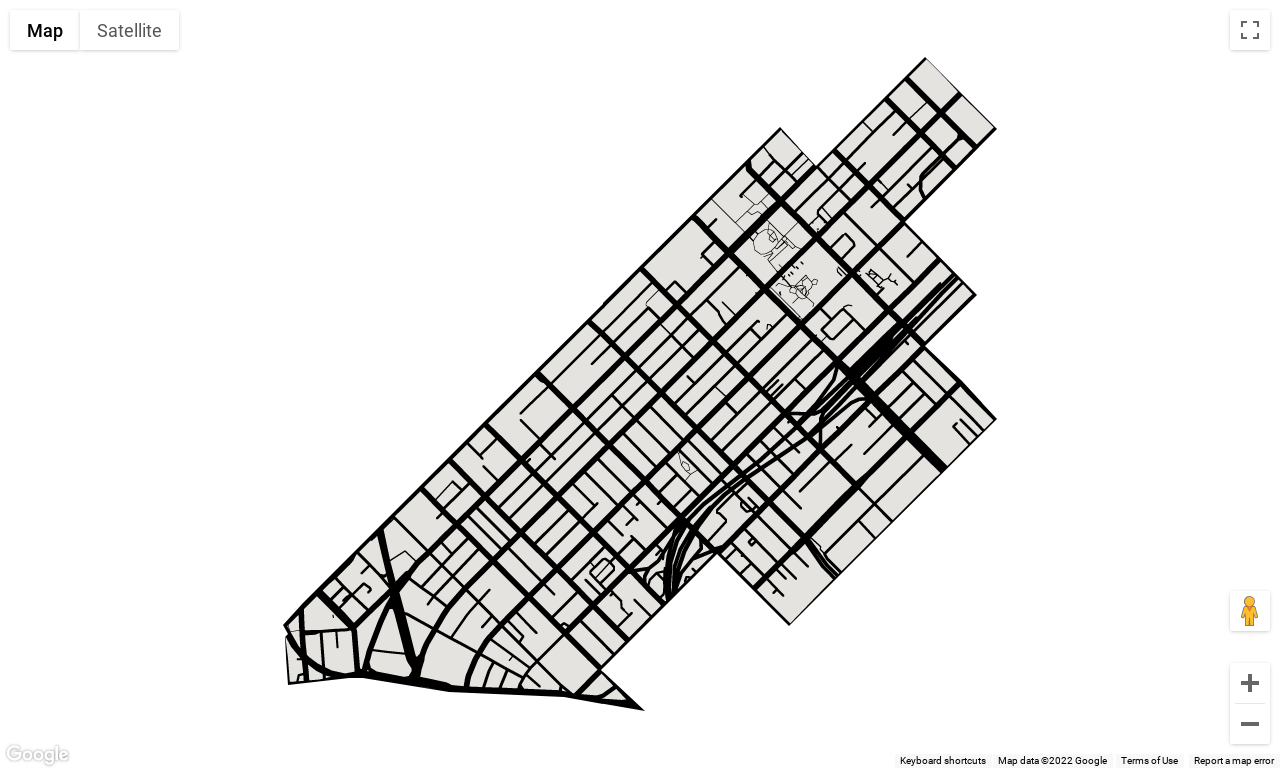 Map
Satellite
Google
Keyboard shortcuts
Map data ©2022 Google
Terms of Use
Report a map error